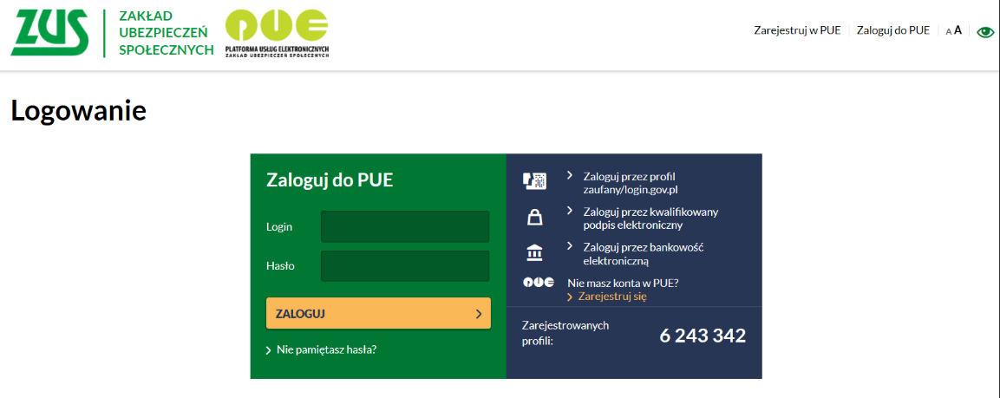 ZUS
ZAKŁAD
UBEZPIECZEŃ
SPOŁECZNYCH
PUE
PLATFORMA USŁUG ELEKTRONICZNYCH
ZAKŁAD UBEZPIECZEŃ SPOŁECZNYCH
Zarejestruj w PUE
Zaloguj do PUE
A A
Logowanie
Zaloguj do PUE
Login
Hasło
ZALOGUJ
Nie pamiętasz hasła?
Zaloguj przez profil
zaufany/login.gov.pl
Zaloguj przez kwalifikowany
podpis elektroniczny
Zaloguj przez bankowość
elektroniczną
PUE
Nie masz konta w PUE?
Zarejestruj się
Zarejestrowanych
profili:
6 243 342